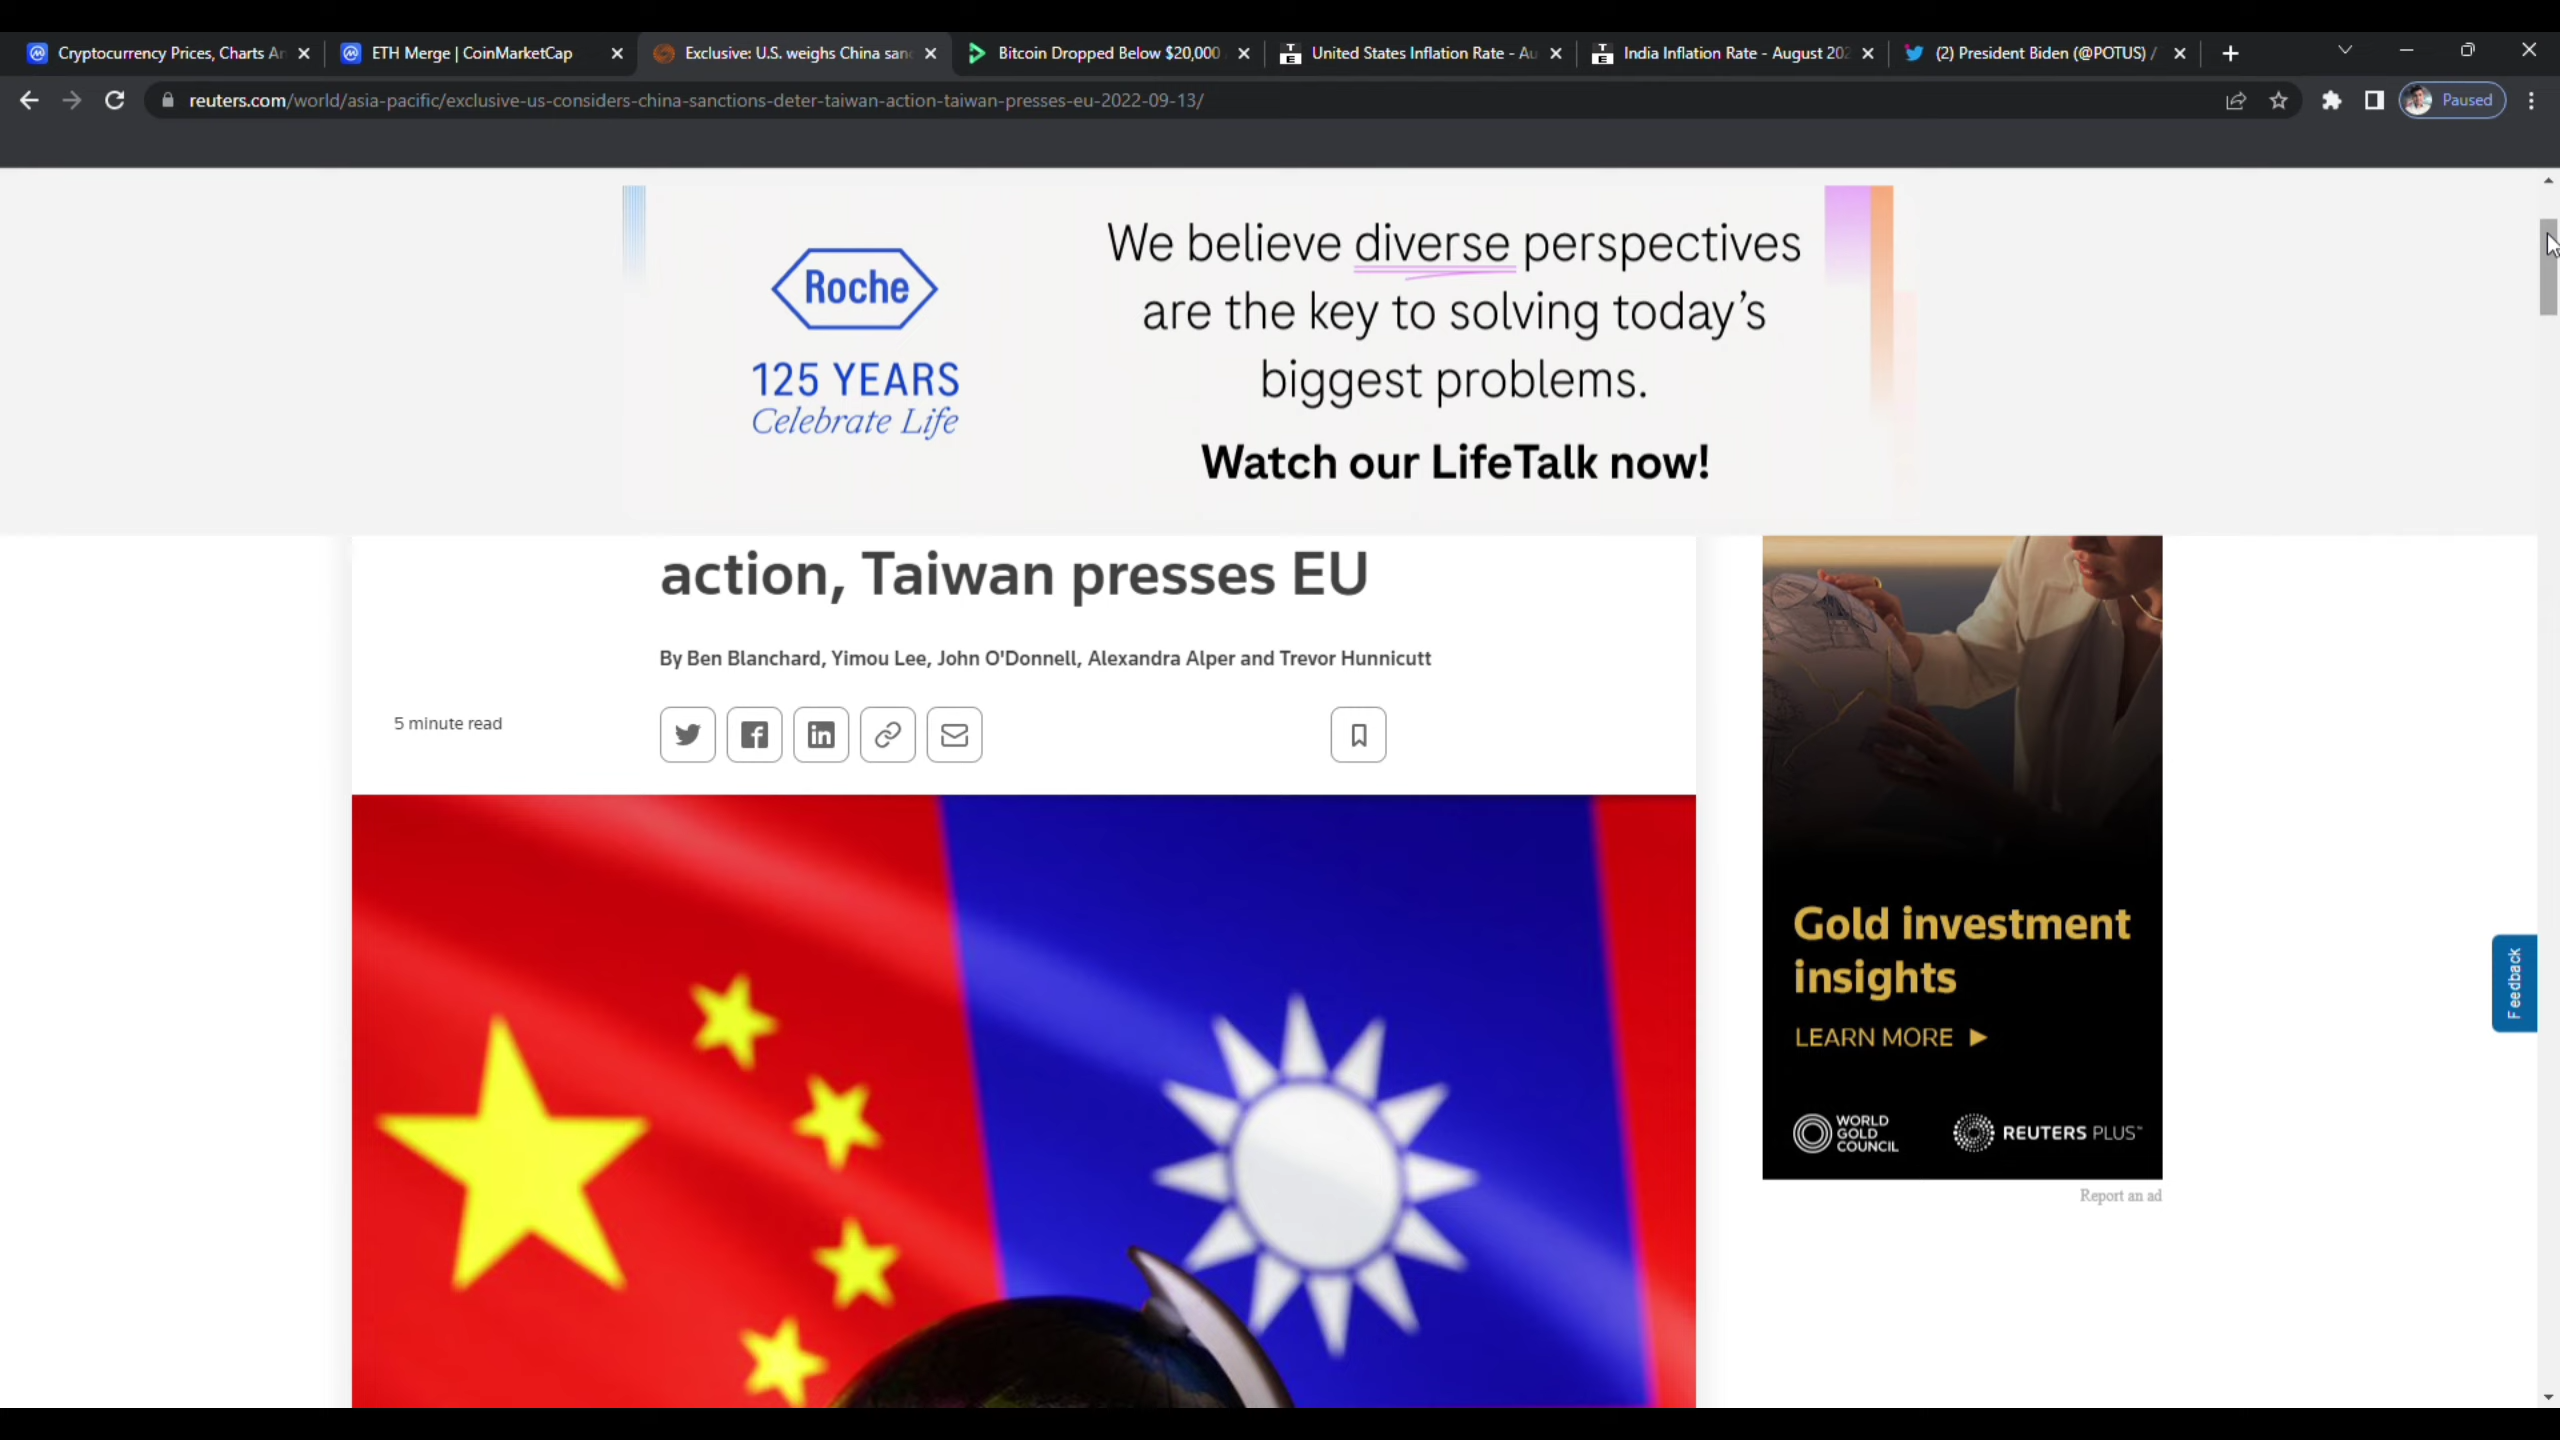 Cryptocurrency Prices, Charts An
ETH Merge | CoinMarketCap
Exclusive: U.S. weighs China sanc
Bitcoin Dropped Below $20,000
United States Inflation Rate - Au
India Inflation Rate - August 202
(2) President Biden (@POTUS) /
reuters.com/world/asia-pacific/exclusive-us-considers-china-sanctions-deter-taiwan-action-taiwan-presses-eu-2022-09-13/
Paused
Roche
125 YEARS
Celebrate Life
We believe diverse perspectives
are the key to solving today's
biggest problems.
Watch our LifeTalk now!
action, Taiwan presses EU
By Ben Blanchard, Yimou Lee, John O'Donnell, Alexandra Alper and Trevor Hunnicutt
5 minute read
Gold investment
insights
LEARN MORE
WORLD
GOLD
COUNCIL
REUTERS PLUS™
Report an ad
Feedback